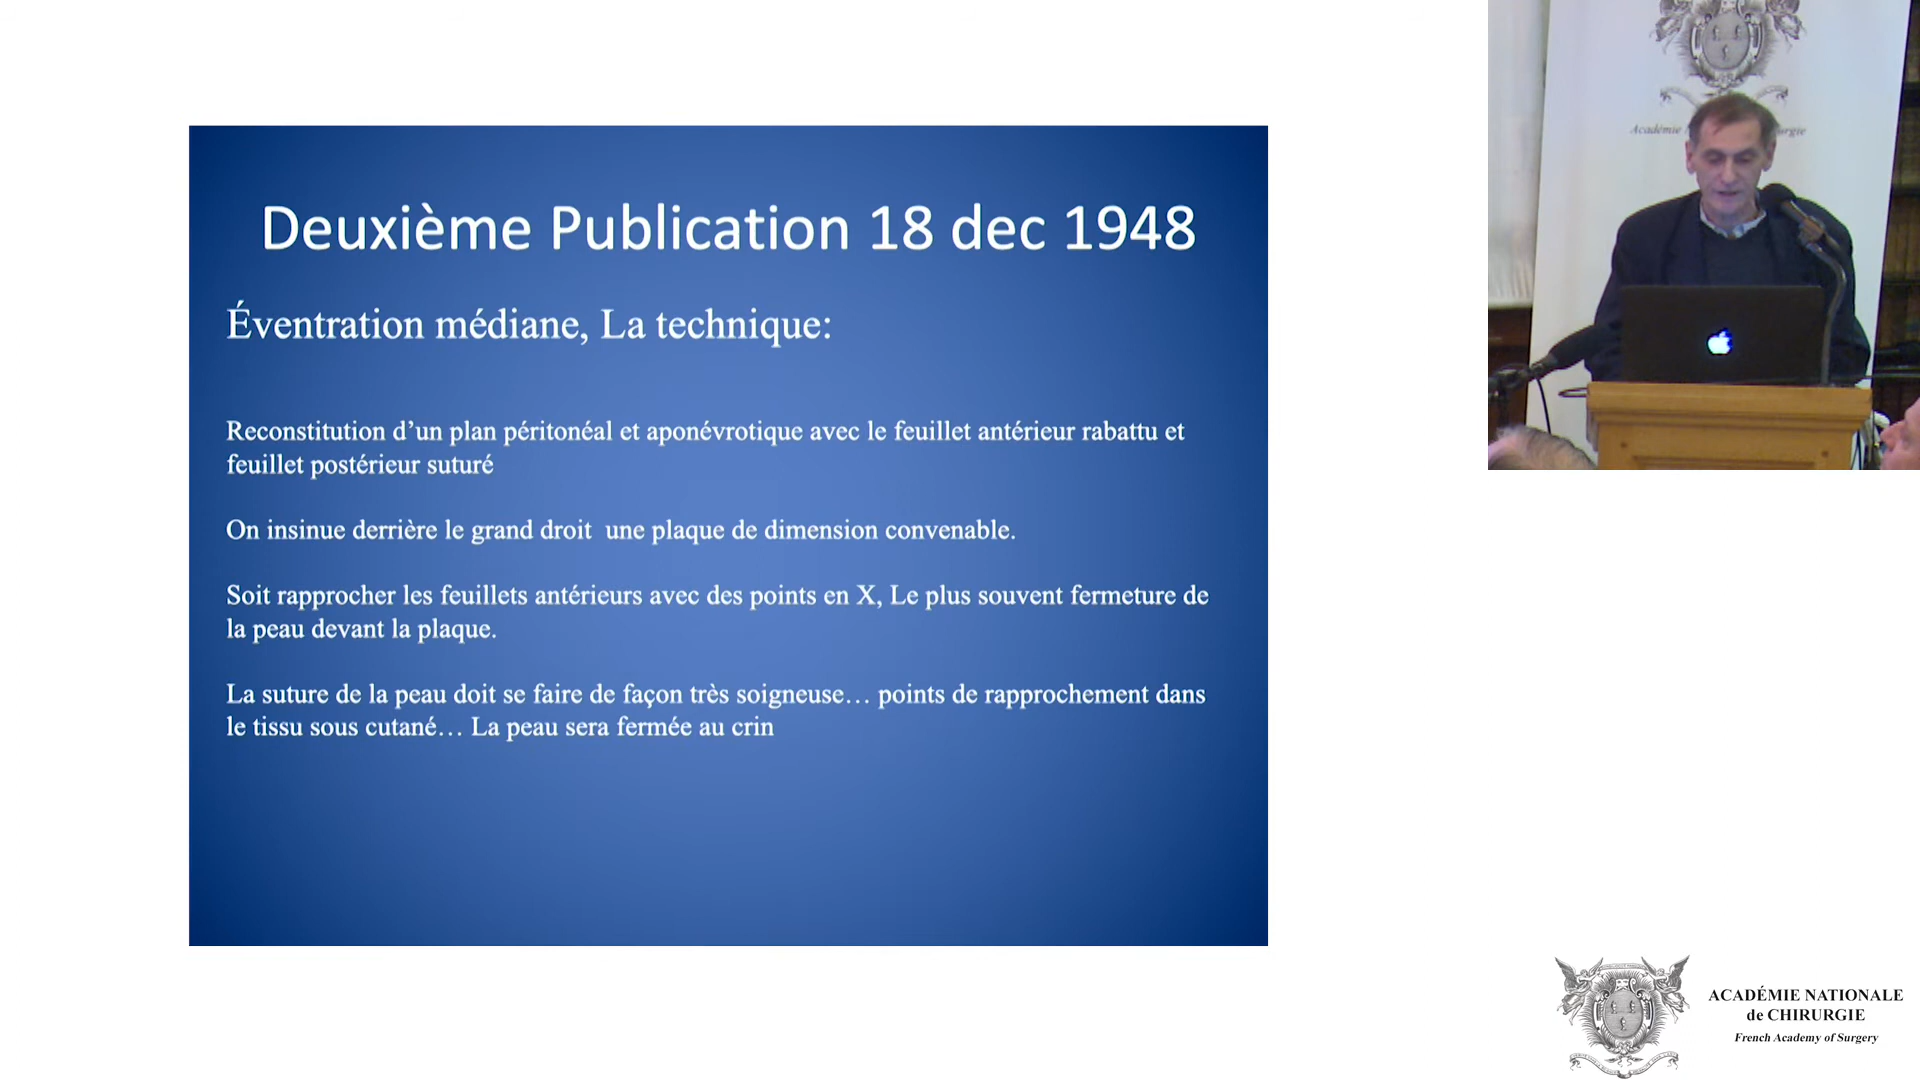 Deuxième Publication 18 dec 1948
Éventration médiane, La technique:
Reconstitution d’un plan péritonéal et aponévrotique avec le feuillet antérieur rabattu et
feuillet postérieur suturé
On insinue derrière le grand droit  une plaque de dimension convenable.
Soit rapprocher les feuillets antérieurs avec des points en X, Le plus souvent fermeture de
la peau devant la plaque.
La suture de la peau doit se faire de façon très soigneuse… points de rapprochement dans
le tissu sous cutané… La peau sera fermée au crin
Académie
ACADÉMIE NATIONALE
de CHIRURGIE
French Academy of Surgery